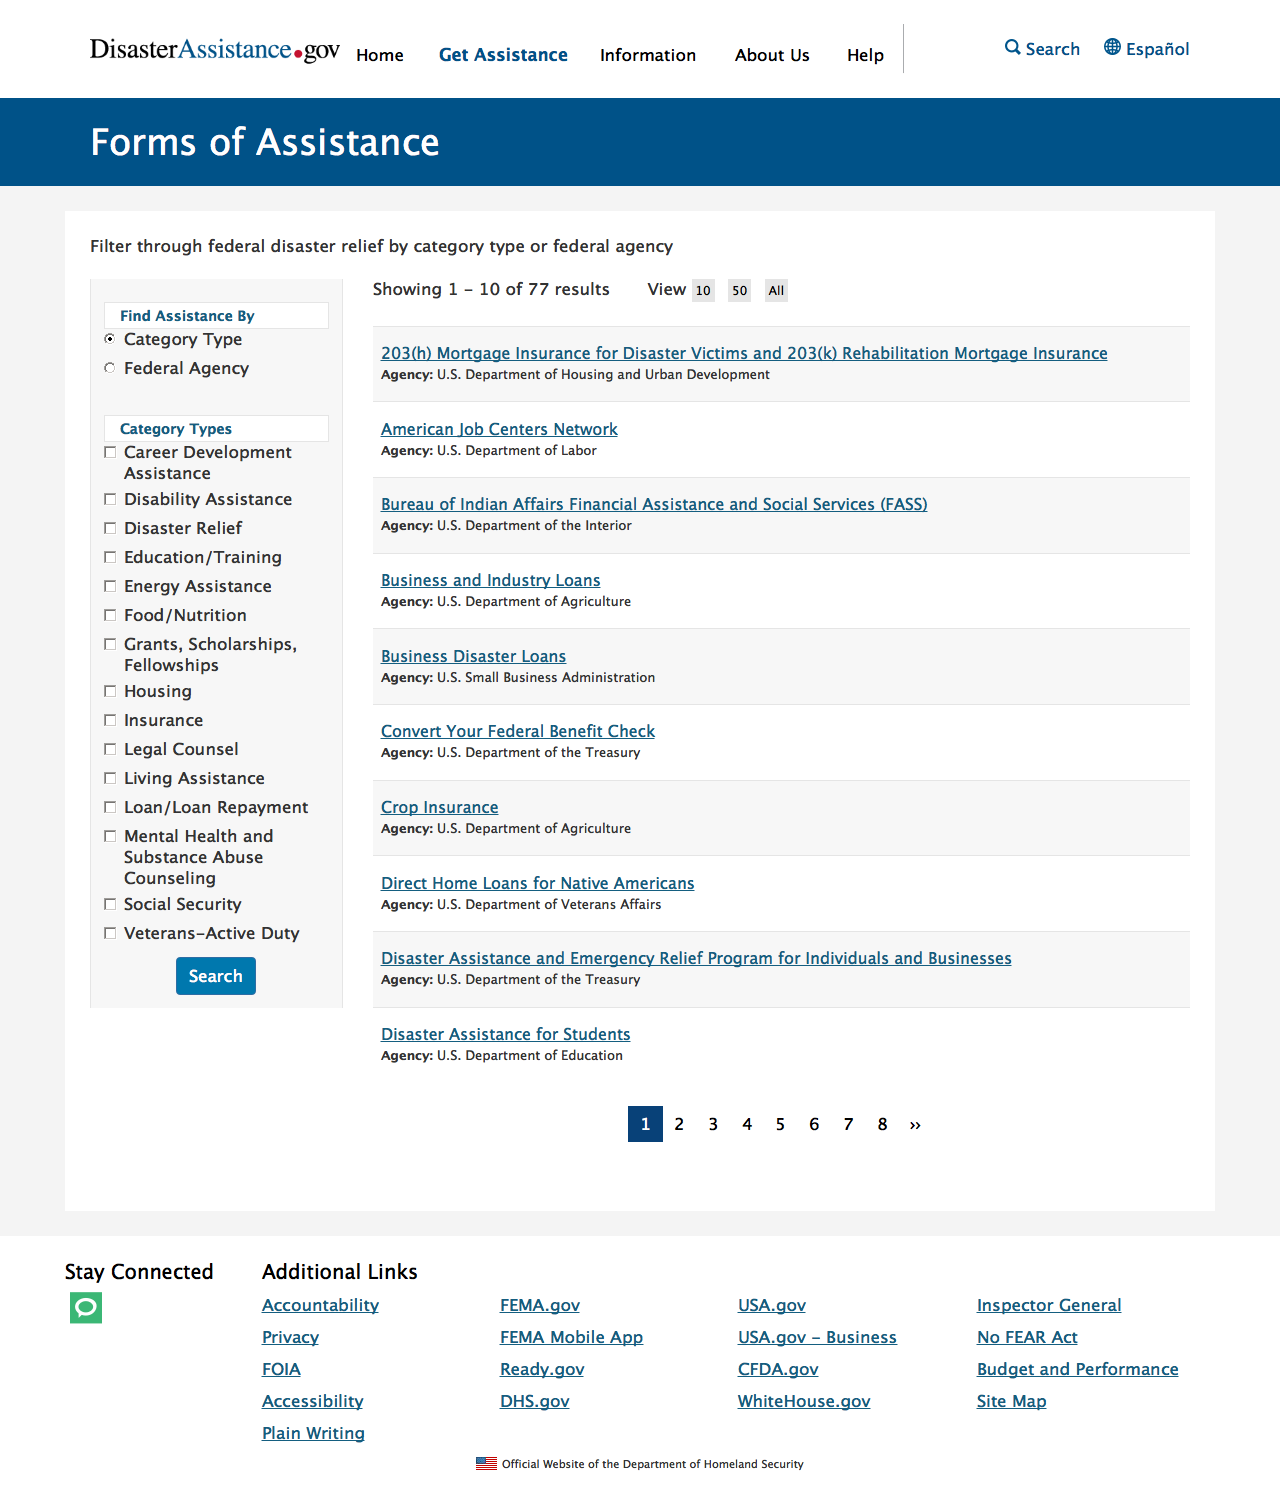 DisasterAssistance.gov
Home
Get Assistance
Information
About Us
Help
Search
Español
Forms of Assistance
Filter through federal disaster relief by category type or federal agency
Find Assistance By
Category Type
Federal Agency
Category Types
Career Development
Assistance
Disability Assistance
Disaster Relief
Education/Training
Energy Assistance
Food/Nutrition
Grants, Scholarships,
Fellowships
Housing
Insurance
Legal Counsel
Living Assistance
Loan/Loan Repayment
Mental Health and
Substance Abuse
Counseling
Social Security
Veterans-Active Duty
Search
Showing 1 - 10 of 77 results
View 10 50 All
203(h) Mortgage Insurance for Disaster Victims and 203(k) Rehabilitation Mortgage Insurance
Agency: U.S. Department of Housing and Urban Development
American Job Centers Network
Agency: U.S. Department of Labor
Bureau of Indian Affairs Financial Assistance and Social Services (FASS)
Agency: U.S. Department of the Interior
Business and Industry Loans
Agency: U.S. Department of Agriculture
Business Disaster Loans
Agency: U.S. Small Business Administration
Convert Your Federal Benefit Check
Agency: U.S. Department of the Treasury
Crop Insurance
Agency: U.S. Department of Agriculture
Direct Home Loans for Native Americans
Agency: U.S. Department of Veterans Affairs
Disaster Assistance and Emergency Relief Program for Individuals and Businesses
Agency: U.S. Department of the Treasury
Disaster Assistance for Students
Agency: U.S. Department of Education
1 2 3 4 5 6 7 8 ››
Stay Connected
Additional Links
Accountability
Privacy
FOIA
Accessibility
Plain Writing
FEMA.gov
FEMA Mobile App
Ready.gov
DHS.gov
USA.gov
USA.gov - Business
CFDA.gov
WhiteHouse.gov
Inspector General
No FEAR Act
Budget and Performance
Site Map
Official Website of the Department of Homeland Security